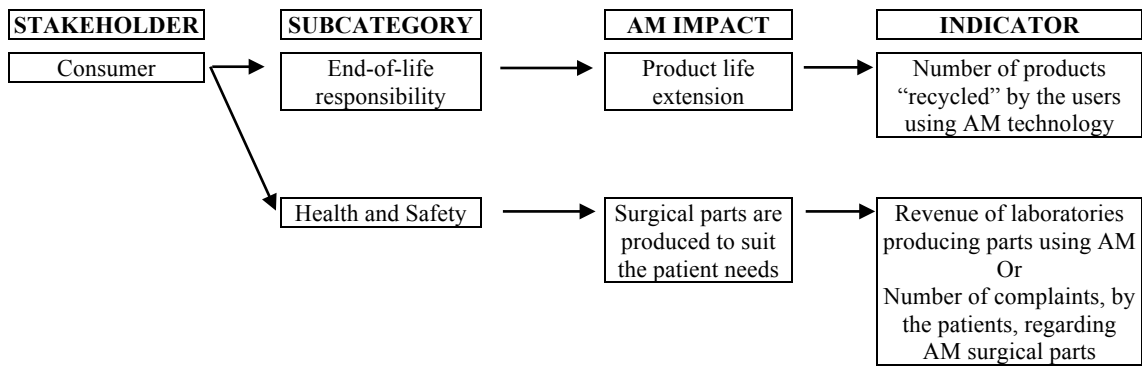 STAKEHOLDER
SUBCATEGORY
AM IMPACT
INDICATOR
Consumer
End-of-life
responsibility
Product life
extension
Number of products
“recycled” by the users
using AM technology
Health and Safety
Surgical parts are
produced to suit
the patient needs
Revenue of laboratories
producing parts using AM
Or
Number of complaints, by
the patients, regarding
AM surgical parts